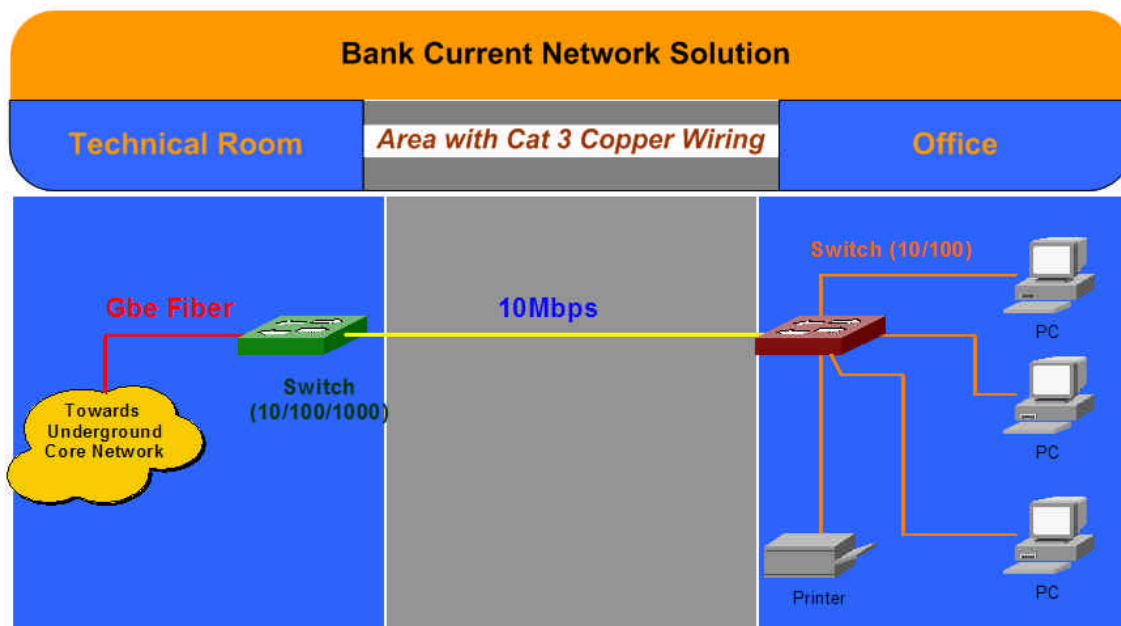 Bank Current Network Solution
Technical Room
Area with Cat 3 Copper Wiring
Office
Switch (10/100)
Gbe Fiber
10Mbps
PC
Switch
(10/100/1000)
Towards
Underground
Core Network
PC
PC
Printer